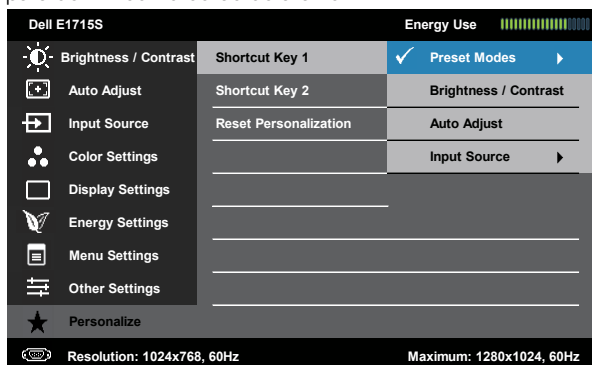 Dell E1715S Energy Use
Brightness / Contrast Shortcut Key 1 Preset Modes
Auto Adjust Shortcut Key 2 Brightness / Contrast
Input Source Reset Personalization Auto Adjust
Color Settings Input Source
Display Settings
Energy Settings
Menu Settings
Other Settings
Personalize
Resolution: 1024x768, 60Hz Maximum: 1280x1024, 60Hz